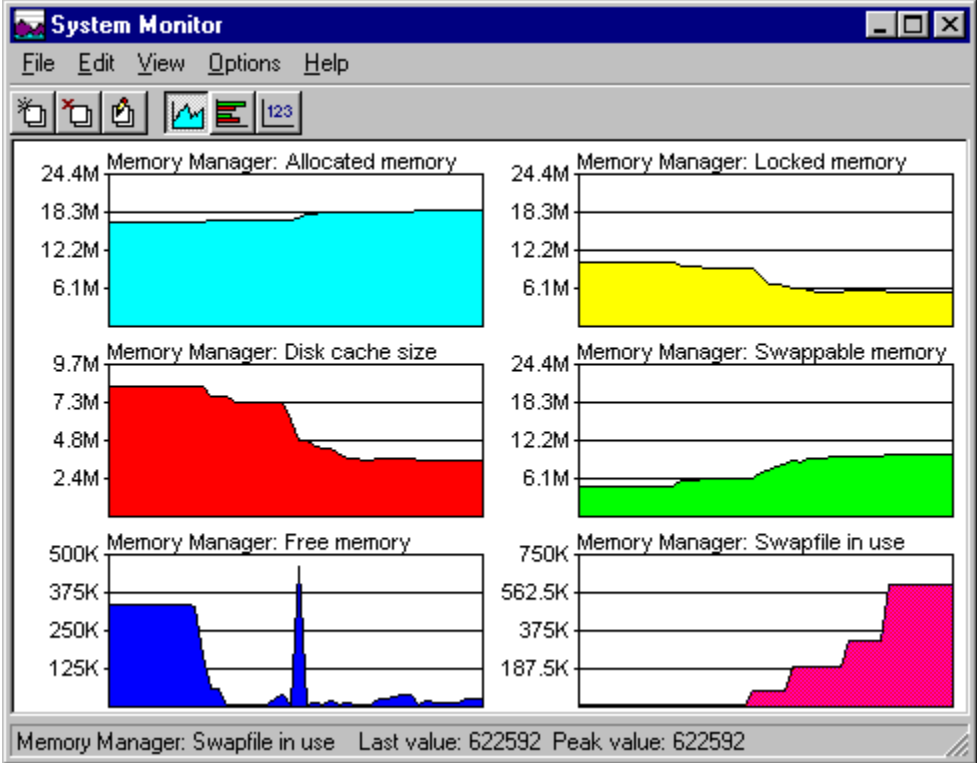 System Monitor
File Edit View Options Help
123
Memory Manager: Allocated memory
24.4M
18.3M
12.2M
6.1M
Memory Manager: Locked memory
24.4M
18.3M
12.2M
6.1M
Memory Manager: Disk cache size
9.7M
7.3M
4.8M
2.4M
Memory Manager: Swappable memory
24.4M
18.3M
12.2M
6.1M
Memory Manager: Free memory
500K
375K
250K
125K
Memory Manager: Swapfile in use
750K
562.5K
375K
187.5K
Memory Manager: Swapfile in use Last value: 622592 Peak value: 622592